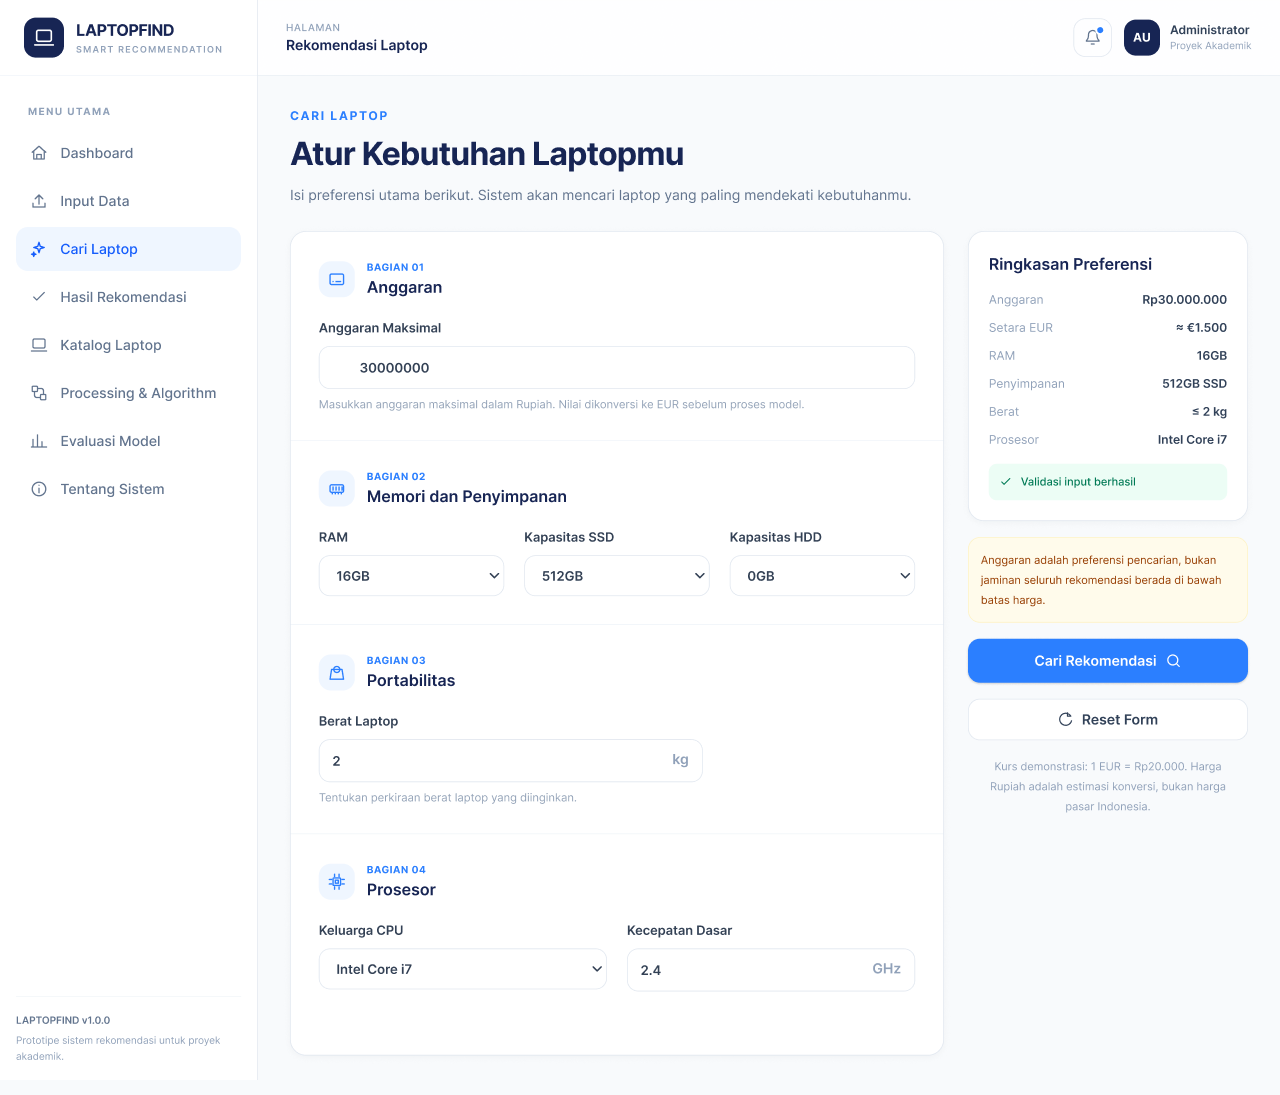 LAPTOPFIND
SMART RECOMMENDATION
MENU UTAMA
Dashboard
Input Data
Cari Laptop
Hasil Rekomendasi
Katalog Laptop
Processing & Algorithm
Evaluasi Model
Tentang Sistem
LAPTOPFIND v1.0.0
Prototipe sistem rekomendasi untuk proyek
akademik.
HALAMAN
Rekomendasi Laptop
AU
Administrator
Proyek Akademik
CARI LAPTOP
Atur Kebutuhan Laptopmu
Isi preferensi utama berikut. Sistem akan mencari laptop yang paling mendekati kebutuhanmu.
BAGIAN 01
Anggaran
Anggaran Maksimal
30000000
Masukkan anggaran maksimal dalam Rupiah. Nilai dikonversi ke EUR sebelum proses model.
BAGIAN 02
Memori dan Penyimpanan
RAM Kapasitas SSD Kapasitas HDD
16GB 512GB 0GB
BAGIAN 03
Portabilitas
Berat Laptop
2 kg
Tentukan perkiraan berat laptop yang diinginkan.
BAGIAN 04
Prosesor
Keluarga CPU Kecepatan Dasar
Intel Core i7 2.4 GHz
Ringkasan Preferensi
Anggaran Rp30.000.000
Setara EUR ≈ €1.500
RAM 16GB
Penyimpanan 512GB SSD
Berat ≤ 2 kg
Prosesor Intel Core i7
Validasi input berhasil
Anggaran adalah preferensi pencarian, bukan
jaminan seluruh rekomendasi berada di bawah
batas harga.
Cari Rekomendasi
Reset Form
Kurs demonstrasi: 1 EUR = Rp20.000. Harga
Rupiah adalah estimasi konversi, bukan harga
pasar Indonesia.